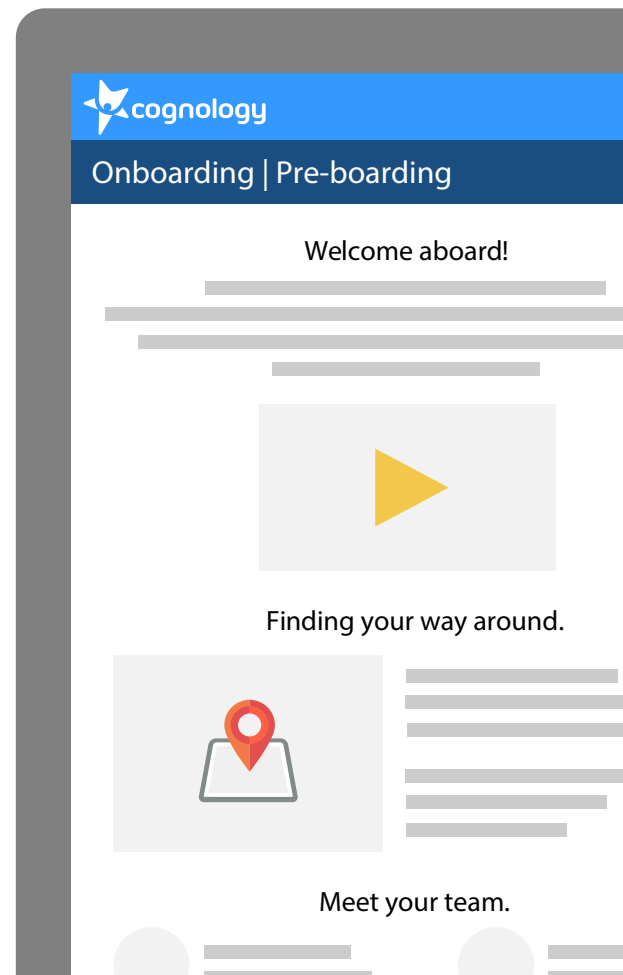 cognology
Onboarding | Pre-boarding
Welcome aboard!
Finding your way around.
Meet your team.